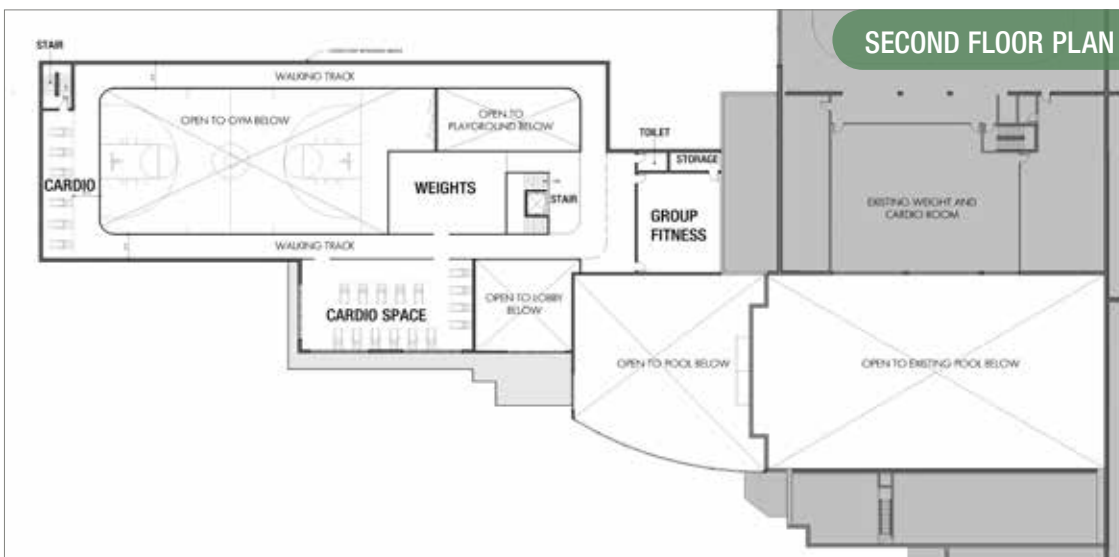 SECOND FLOOR PLAN
STAIR
WALKING TRACK
OPEN TO GYM BELOW
OPEN TO
PLAYGROUND BELOW
TOILET
STORAGE
CARDIO
WEIGHTS
STAIR
GROUP
FITNESS
EXISTING WEIGHT AND
CARDIO ROOM
WALKING TRACK
OPEN TO LOBBY
BELOW
CARDIO SPACE
OPEN TO POOL BELOW
OPEN TO EXISTING POOL BELOW